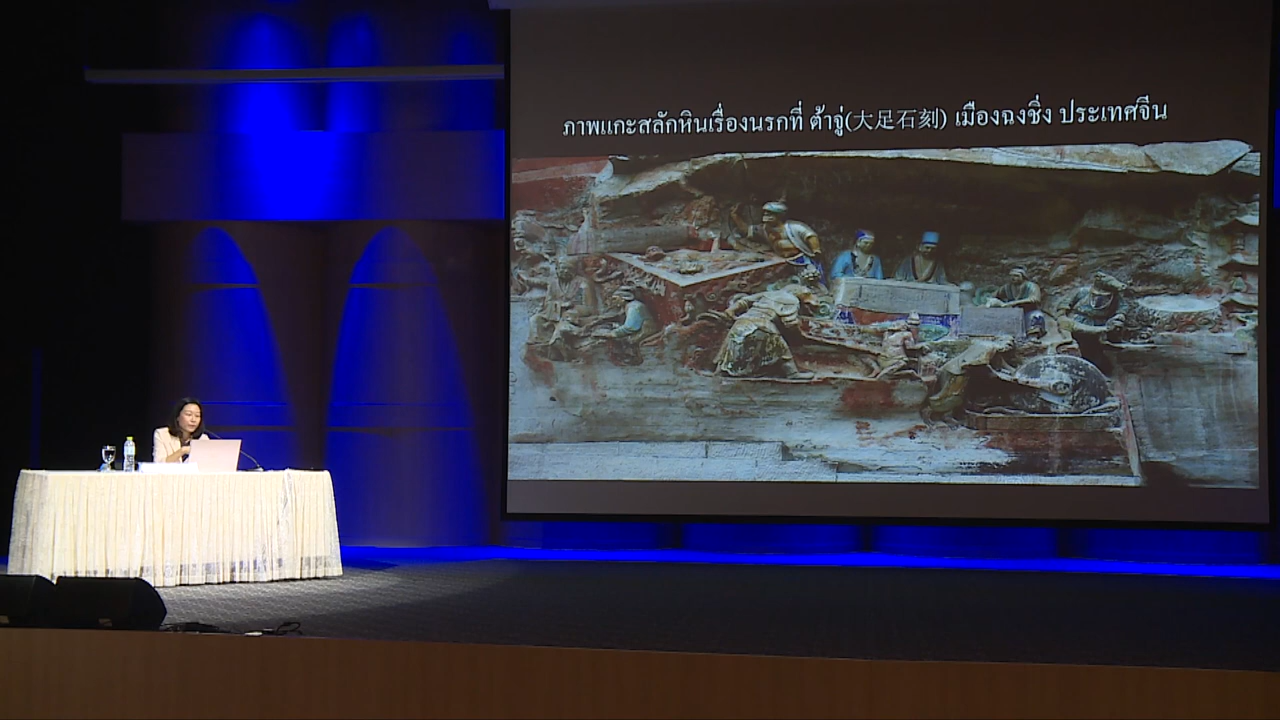 ภาพแกะสลักหินเรื่องนรกที่ ต้าจู๋(大足石刻) เมืองฉงชิ่ง ประเทศจีน